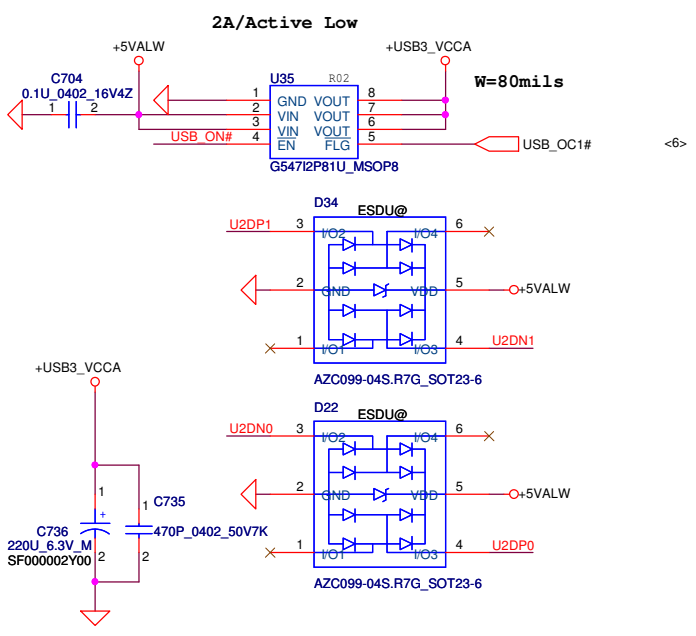 2A/Active Low
+5VALW
+USB3_VCCA
C704
0.1U_0402_16V4Z
1 2
U35 R02
W=80mils
1 GND VOUT 8
2 VIN VOUT 7
3 VIN VOUT 6
USB_ON# 4 EN FLG 5
USB_OC1# <6>
G547I2P81U_MSOP8
D34
ESDU@
U2DP1 3 I/O2 I/O4 6
2 GND VDD 5 +5VALW
1 I/O1 I/O3 4 U2DN1
AZC099-04S.R7G_SOT23-6
+USB3_VCCA
D22
ESDU@
U2DN0 3 I/O2 I/O4 6
2 GND VDD 5 +5VALW
1 I/O1 I/O3 4 U2DP0
AZC099-04S.R7G_SOT23-6
1
+
C736
220U_6.3V_M
SF000002Y00
2
1
C735
470P_0402_50V7K
2